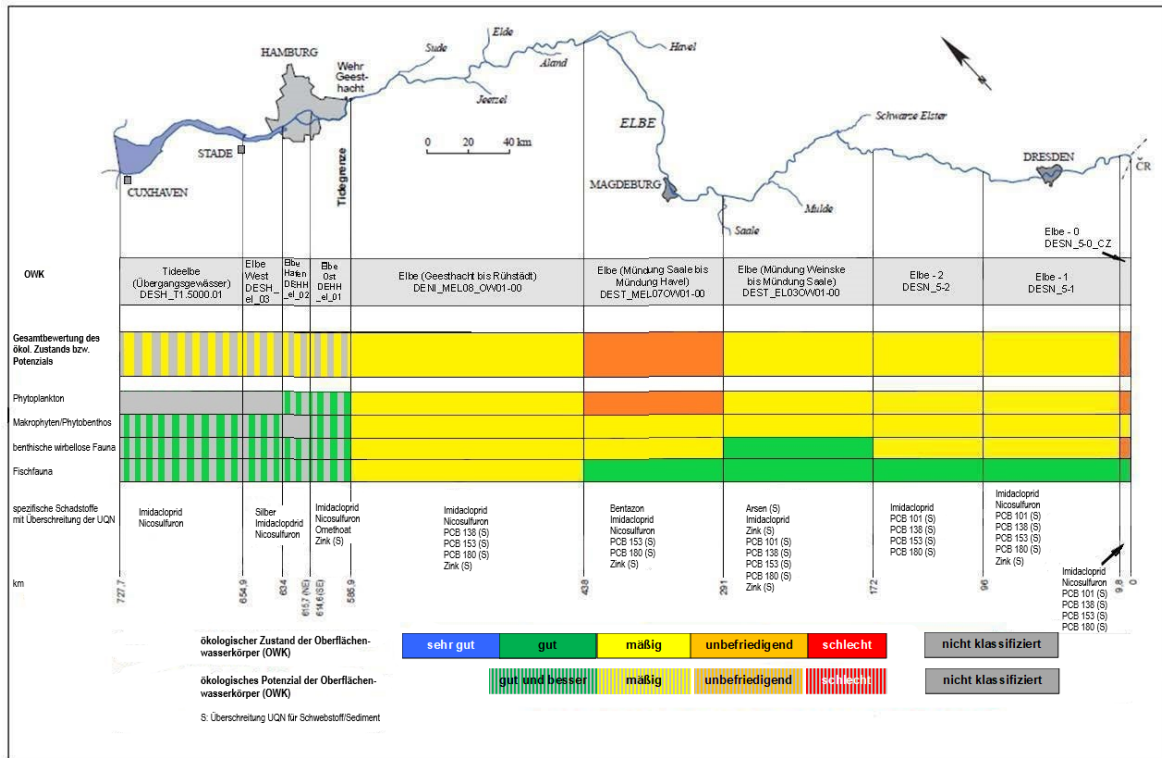 HAMBURG
Wehr
Geest-
hacht
Sude
Elde
Aland
Jeetzel
Havel
ELBE
Schwarze Elster
STADE
CUXHAVEN
Tidegrenze
0 20 40 km
MAGDEBURG
Saale
Mulde
DRESDEN
ČR
Elbe - 0
DESN_5-0_CZ
OWK
Tideelbe
(Übergangsgewässer)
DESH_T1.5000.01
Elbe
West
DESH_
el_03
Elbe
Hafen
DEHH
_el_02
Elbe
Ost
DEHH
_el_01
Elbe (Geesthacht bis Rühstädt)
DENI_MEL08_OW01-00
Elbe (Mündung Saale bis
Mündung Havel)
DEST_MEL07OW01-00
Elbe (Mündung Weinske
bis Mündung Saale)
DEST_EL03OW01-00
Elbe - 2
DESN_5-2
Elbe - 1
DESN_5-1
Gesamtbewertung des
ökol. Zustands bzw.
Potenzials
Phytoplankton
Makrophyten/Phytobenthos
benthische wirbellose Fauna
Fischfauna
spezifische Schadstoffe
mit Überschreitung der UQN
Imidacloprid
Nicosulfuron
Silber
Imidaclopdrid
Nicosulfuron
Imidacloprid
Nicosulfuron
Omethoat
Zink (S)
Imidacloprid
Nicosulfuron
PCB 138 (S)
PCB 153 (S)
PCB 180 (S)
Zink (S)
Bentazon
Imidacloprid
Nicosulfuron
PCB 153 (S)
PCB 180 (S)
Zink (S)
Arsen (S)
Imidacloprid
Zink (S)
PCB 101 (S)
PCB 138 (S)
PCB 153 (S)
PCB 180 (S)
Zink (S)
Imidacloprid
PCB 101 (S)
PCB 138 (S)
PCB 153 (S)
PCB 180 (S)
Imidacloprid
Nicosulfuron
PCB 101 (S)
PCB 138 (S)
PCB 153 (S)
PCB 180 (S)
Zink (S)
Imidacloprid
Nicosulfuron
PCB 101 (S)
PCB 138 (S)
PCB 153 (S)
PCB 180 (S)
km
727,7
654,9
634
615,7 (NE)
614,6 (SE)
585,9
438
291
172
96
9,8
0
ökologischer Zustand der Oberflächen-
wasserkörper (OWK)
sehr gut
gut
mäßig
unbefriedigend
schlecht
nicht klassifiziert
ökologisches Potenzial der Oberflächen-
wasserkörper (OWK)
gut und besser
mäßig
unbefriedigend
schlecht
nicht klassifiziert
S: Überschreitung UQN für Schwebstoff/Sediment